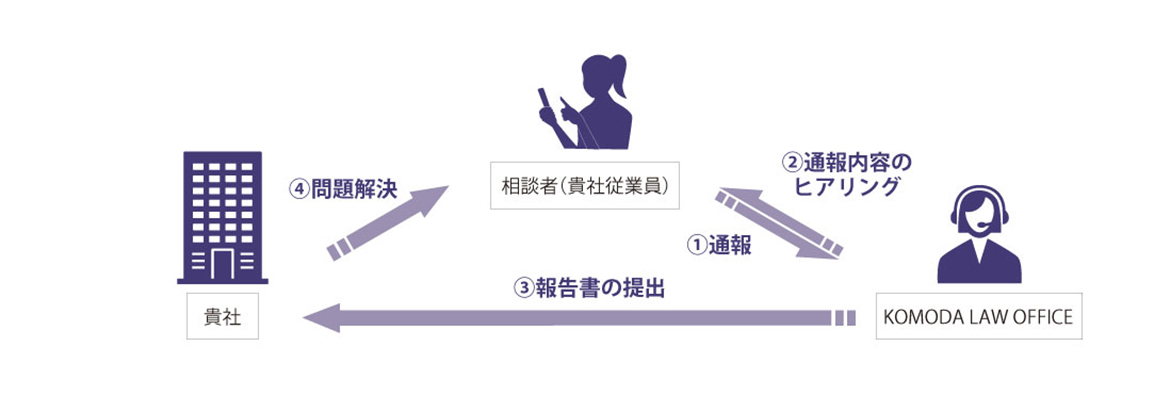 相談者（貴社従業員）
②通報内容の
ヒアリング
④問題解決
①通報
③報告書の提出
貴社
KOMODA LAW OFFICE